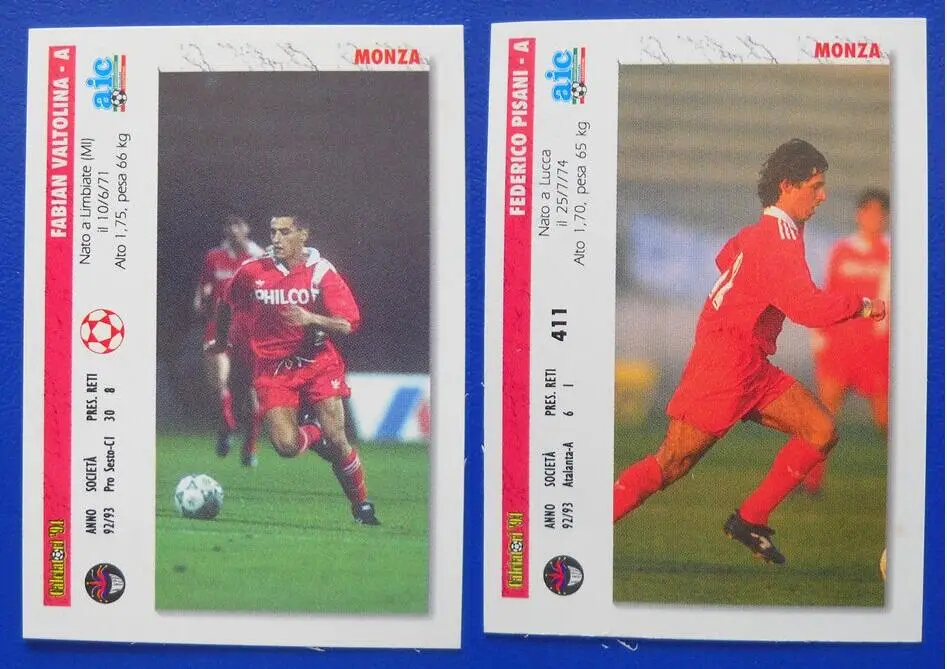 MONZA
FABIAN VALTOLINA - A
aic
Nato a Limbiate (MI)
il 10/6/71
Alto 1,75, pesa 66 kg
ANNO SOCIETÀ PRES. RETI
92/93 Pro Sesto-C1 30 8
Calciatori '94
PHILCO
MONZA
FEDERICO PISANI - A
aic
Nato a Lucca
il 25/7/74
Alto 1,70, pesa 65 kg
411
ANNO SOCIETÀ PRES. RETI
92/93 Atalanta-A 6 1
Calciatori '94